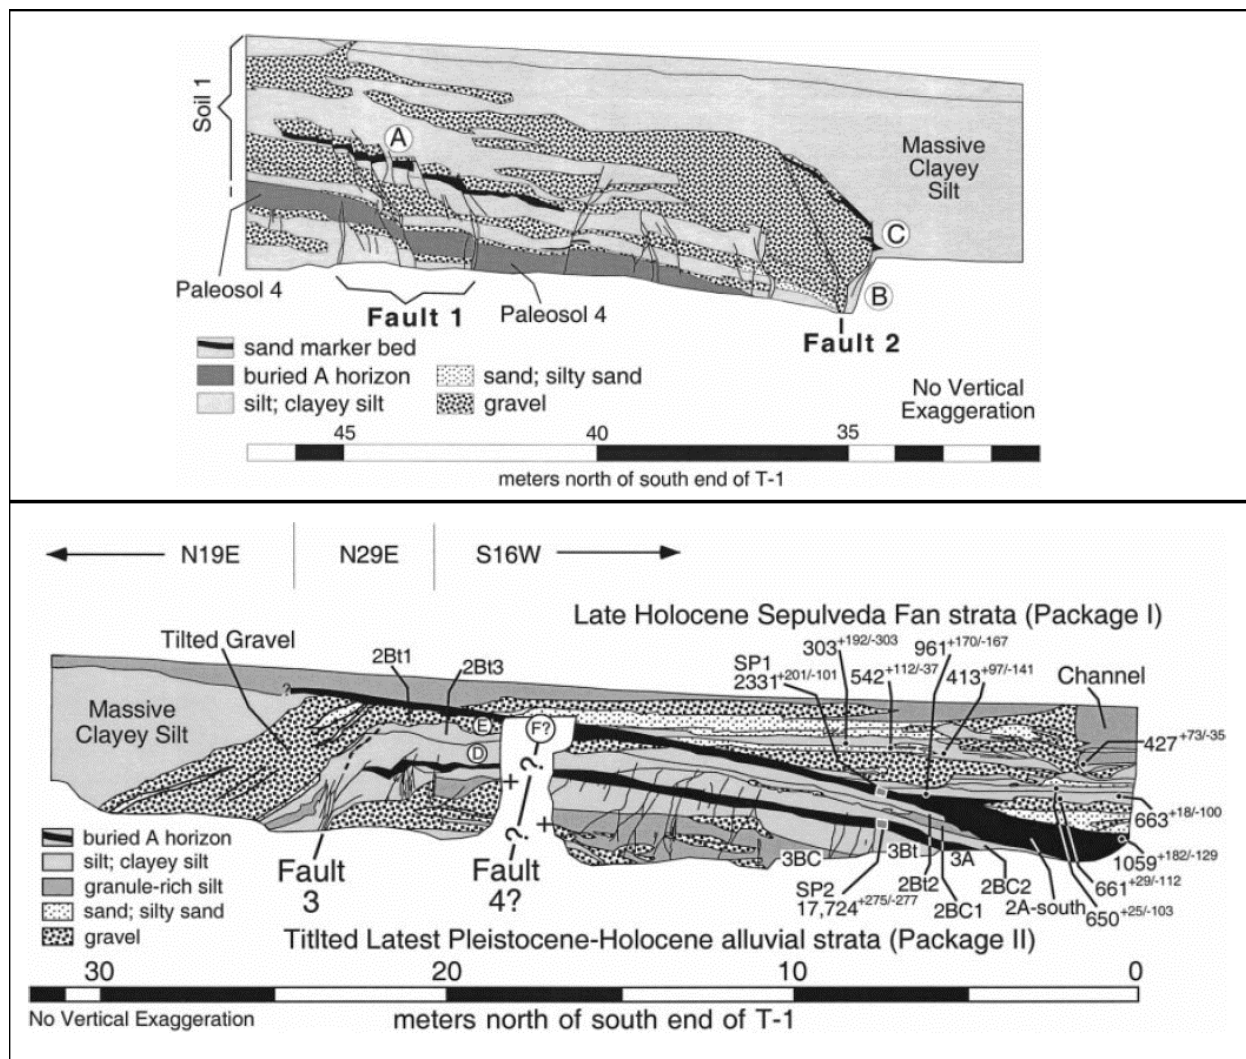 Soil 1
A
Massive
Clayey
Silt
C
B
Paleosol 4
Fault 1
Paleosol 4
Fault 2
sand marker bed
buried A horizon
sand; silty sand
silt; clayey silt
gravel
No Vertical
Exaggeration
45
40
35
meters north of south end of T-1
N19E
N29E
S16W
Late Holocene Sepulveda Fan strata (Package I)
Tilted Gravel
2Bt1
2Bt3
SP1
2331+201/-101
303+192/-303
542+112/-37
961+170/-167
413+97/-141
Channel
?
Massive
Clayey Silt
E
F?
D
427+73/-35
?
?
663+18/-100
buried A horizon
silt; clayey silt
granule-rich silt
sand; silty sand
gravel
Fault
3
Fault
4?
3BC
3Bt
3A
2Bt2
2BC1
2BC2
2A-south
SP2
17,724+275/-277
1059+182/-129
661+29/-112
650+25/-103
Titlted Latest Pleistocene-Holocene alluvial strata (Package II)
30
20
10
0
No Vertical Exaggeration
meters north of south end of T-1